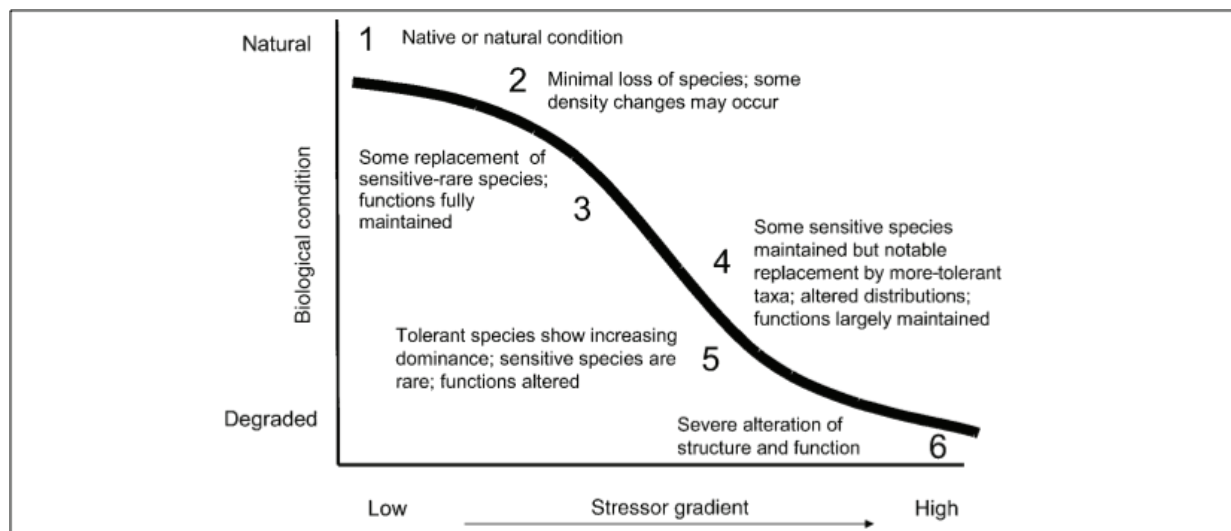 Natural
1 Native or natural condition
2 Minimal loss of species; some
density changes may occur
Some replacement of
sensitive-rare species;
functions fully
maintained
3
Some sensitive species
maintained but notable
replacement by more-tolerant
taxa; altered distributions;
functions largely maintained
4
Biological condition
Tolerant species show increasing
dominance; sensitive species are
rare; functions altered
5
Degraded
Severe alteration of
structure and function
6
Low
Stressor gradient
High